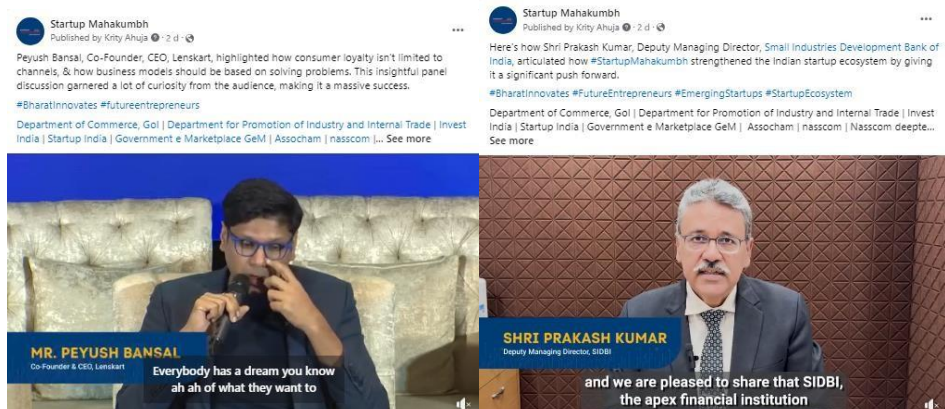 Startup Mahakumbh
Published by Krity Ahuja · 2 d ·
Peyush Bansal, Co-Founder, CEO, Lenskart, highlighted how consumer loyalty isn't limited to
channels, & how business models should be based on solving problems. This insightful panel
discussion garnered a lot of curiosity from the audience, making it a massive success.
#BharatInnovates #futureentrepreneurs
Department of Commerce, GoI | Department for Promotion of Industry and Internal Trade | Invest
India | Startup India | Government e Marketplace GeM | Assocham | nasscom |... See more
MR. PEYUSH BANSAL
Co-Founder & CEO, Lenskart
Everybody has a dream you know
ah ah of what they want to
Startup Mahakumbh
Published by Krity Ahuja · 2 d ·
Here's how Shri Prakash Kumar, Deputy Managing Director, Small Industries Development Bank of
India, articulated how #StartupMahakumbh strengthened the Indian startup ecosystem by giving
it a significant push forward.
#BharatInnovates #FutureEntrepreneurs #EmergingStartups #StartupEcosystem
Department of Commerce, GoI | Department for Promotion of Industry and Internal Trade | Invest
India | Startup India | Government e Marketplace GeM | Assocham | nasscom | Nasscom deepte...
See more
SHRI PRAKASH KUMAR
Deputy Managing Director, SIDBI
and we are pleased to share that SIDBI,
the apex financial institution